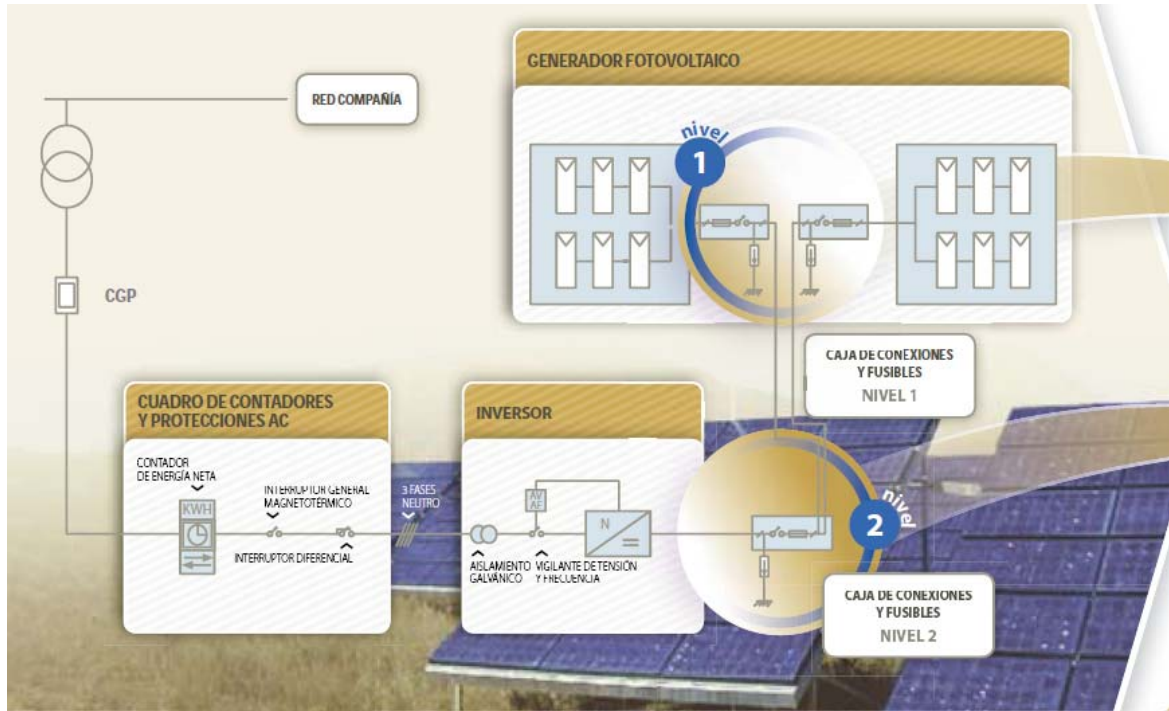 GENERADOR FOTOVOLTAICO
RED COMPAÑÍA
nivel
1
CGP
CAJA DE CONEXIONES
Y FUSIBLES
NIVEL 1
CUADRO DE CONTADORES
Y PROTECCIONES AC
INVERSOR
CONTADOR
DE ENERGÍA NETA
KWH
INTERRUPTOR GENERAL
MAGNETOTÉRMICO
INTERRUPTOR DIFERENCIAL
3 FASES
NEUTRO
AV
AF
N
AISLAMIENTO
GALVÁNICO
VIGILANTE DE TENSIÓN
Y FRECUENCIA
nivel
2
CAJA DE CONEXIONES
Y FUSIBLES
NIVEL 2